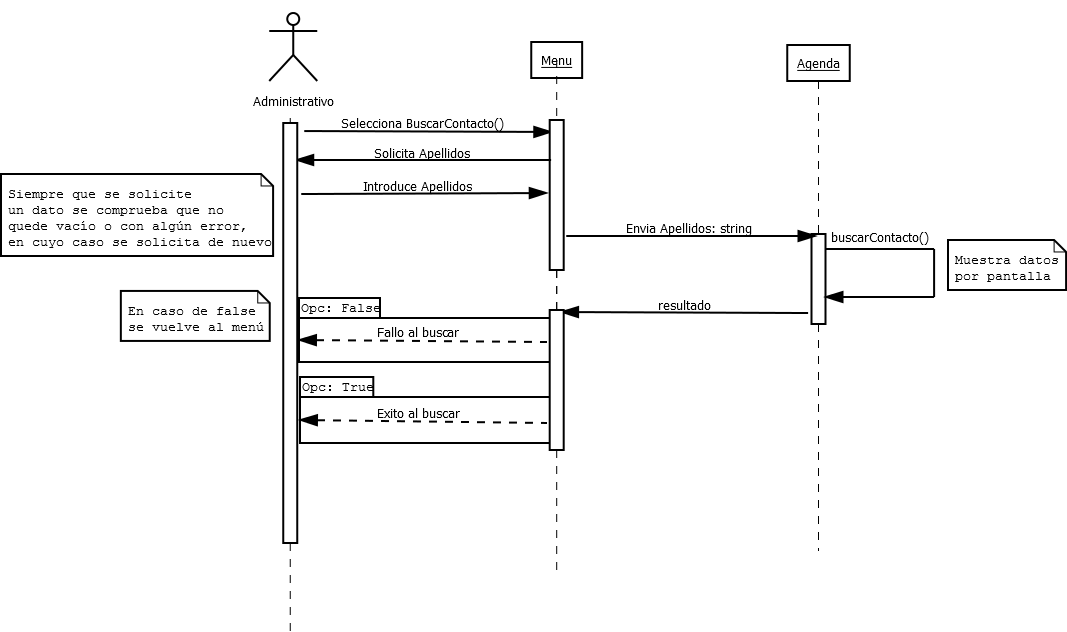 Menu
Agenda
Administrativo
Selecciona BuscarContacto()
Solicita Apellidos
Siempre que se solicite
un dato se comprueba que no
quede vacío o con algún error,
en cuyo caso se solicita de nuevo
Introduce Apellidos
Envia Apellidos: string
buscarContacto()
Muestra datos
por pantalla
En caso de false
se vuelve al menú
Opc: False
resultado
Fallo al buscar
Opc: True
Exito al buscar